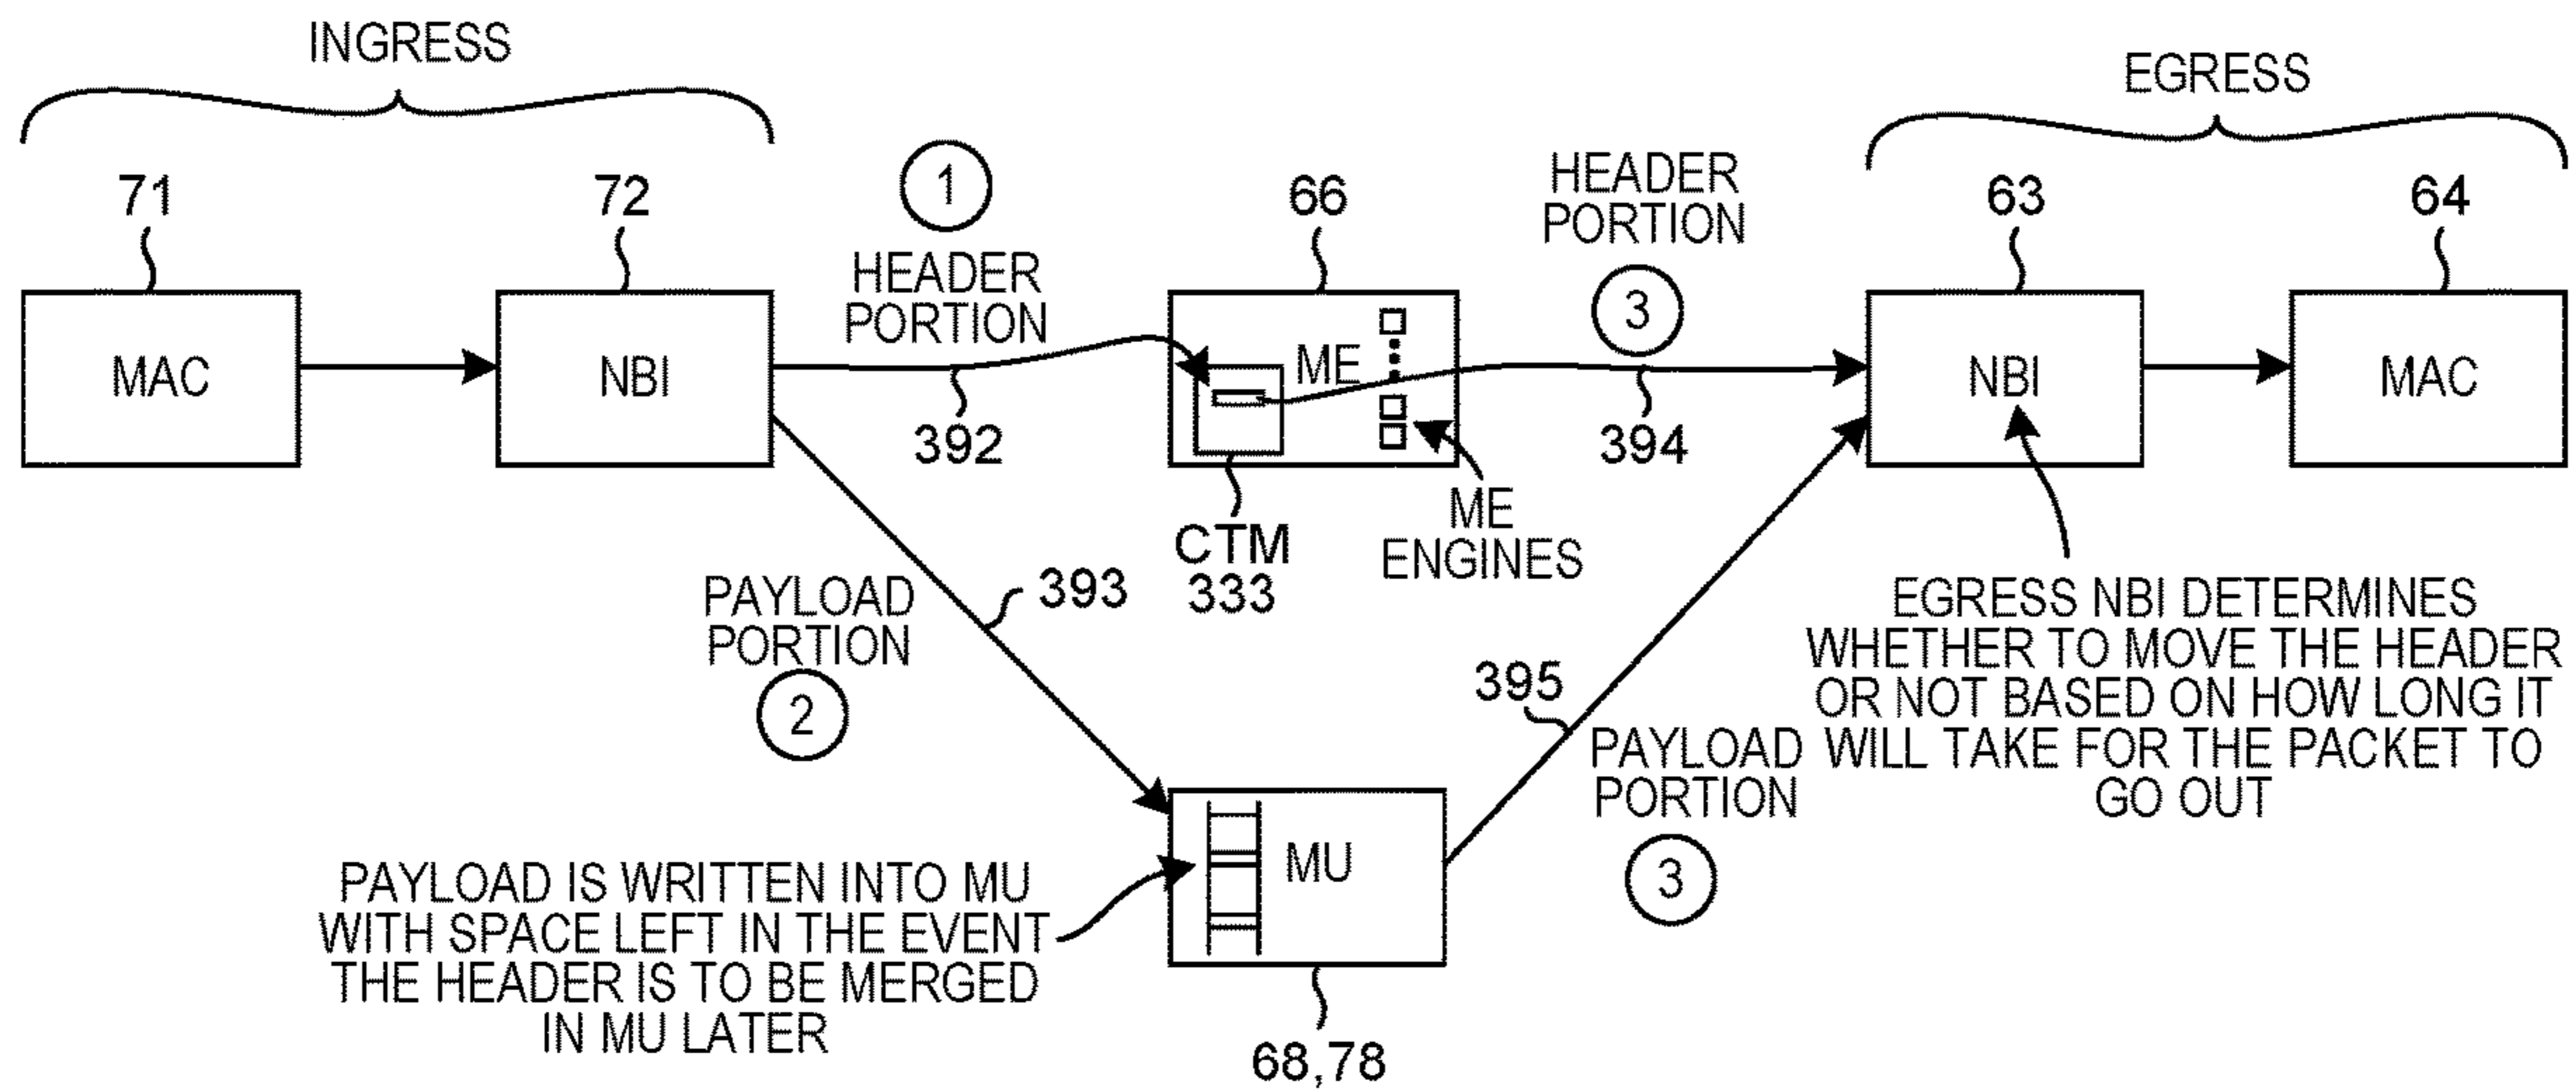 INGRESS
EGRESS
71
72
1
HEADER
PORTION
66
HEADER
PORTION
3
63
64
MAC
NBI
ME
NBI
MAC
392
394
CTM
333
ME
ENGINES
PAYLOAD
PORTION
2
393
395
PAYLOAD
PORTION
3
EGRESS NBI DETERMINES
WHETHER TO MOVE THE HEADER
OR NOT BASED ON HOW LONG IT
WILL TAKE FOR THE PACKET TO
GO OUT
PAYLOAD IS WRITTEN INTO MU
WITH SPACE LEFT IN THE EVENT
THE HEADER IS TO BE MERGED
IN MU LATER
MU
68,78